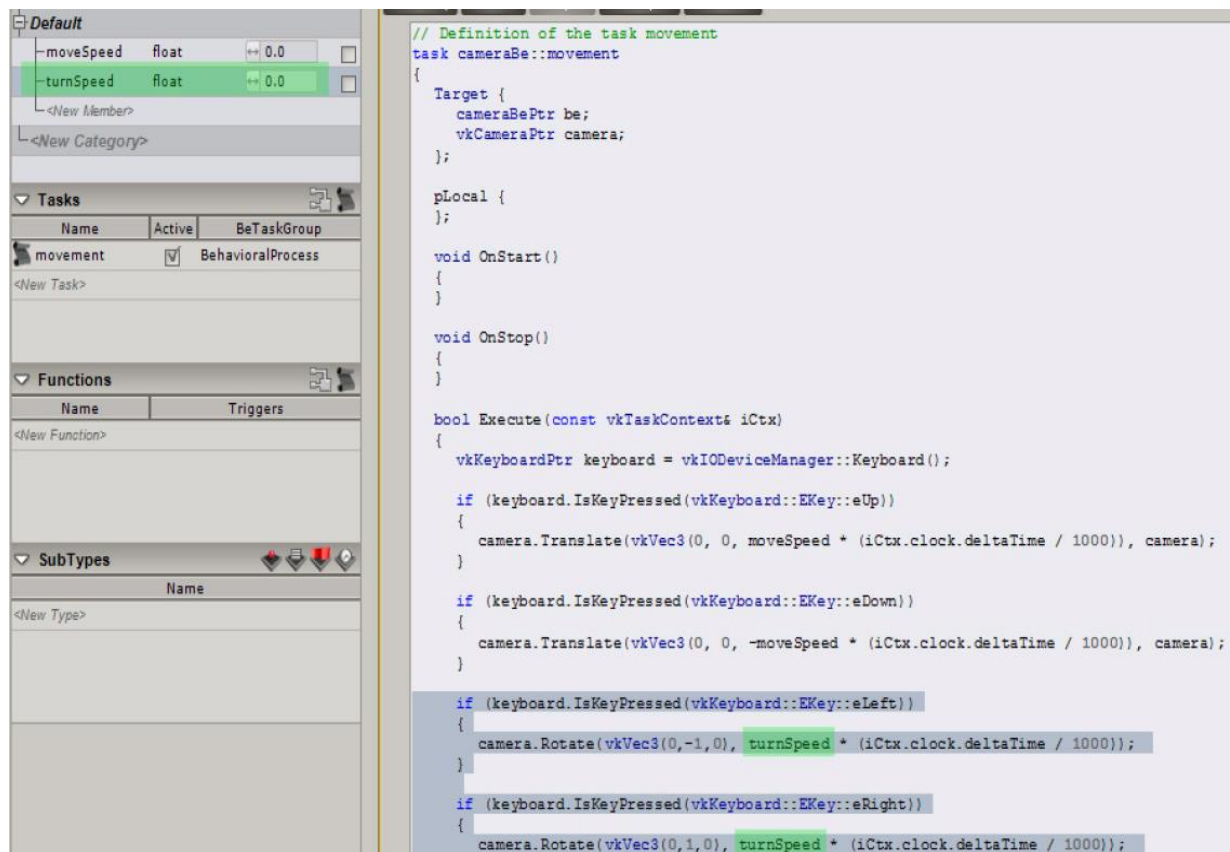 Default
moveSpeed float 0.0
turnSpeed float 0.0
<New Member>
<New Category>
Tasks
Name Active BeTaskGroup
movement BehavioralProcess
<New Task>
Functions
Name Triggers
<New Function>
SubTypes
Name
<New Type>
// Definition of the task movement
task cameraBe::movement
{
Target {
cameraBePtr be;
vkCameraPtr camera;
};
pLocal {
};
void OnStart()
{
}
void OnStop()
{
}
bool Execute(const vkTaskContext& iCtx)
{
vkKeyboardPtr keyboard = vkIODeviceManager::Keyboard();
if (keyboard.IsKeyPressed(vkKeyboard::EKey::eUp))
{
camera.Translate(vkVec3(0, 0, moveSpeed * (iCtx.clock.deltaTime / 1000)), camera);
}
if (keyboard.IsKeyPressed(vkKeyboard::EKey::eDown))
{
camera.Translate(vkVec3(0, 0, -moveSpeed * (iCtx.clock.deltaTime / 1000)), camera);
}
if (keyboard.IsKeyPressed(vkKeyboard::EKey::eLeft))
{
camera.Rotate(vkVec3(0,-1,0), turnSpeed * (iCtx.clock.deltaTime / 1000));
}
if (keyboard.IsKeyPressed(vkKeyboard::EKey::eRight))
{
camera.Rotate(vkVec3(0,1,0), turnSpeed * (iCtx.clock.deltaTime / 1000));